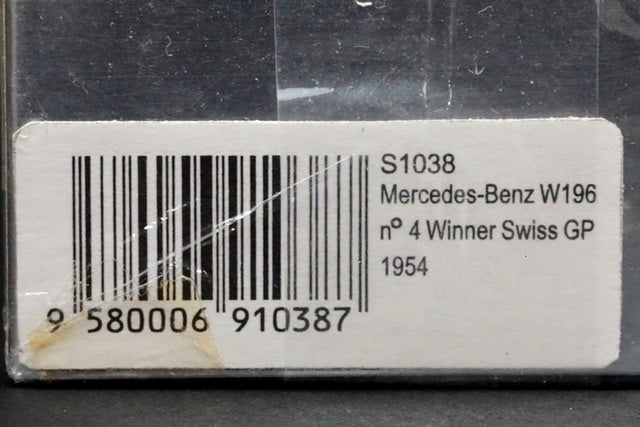 S1038
Mercedes-Benz W196
nº 4 Winner Swiss GP
1954
9 580006 910387